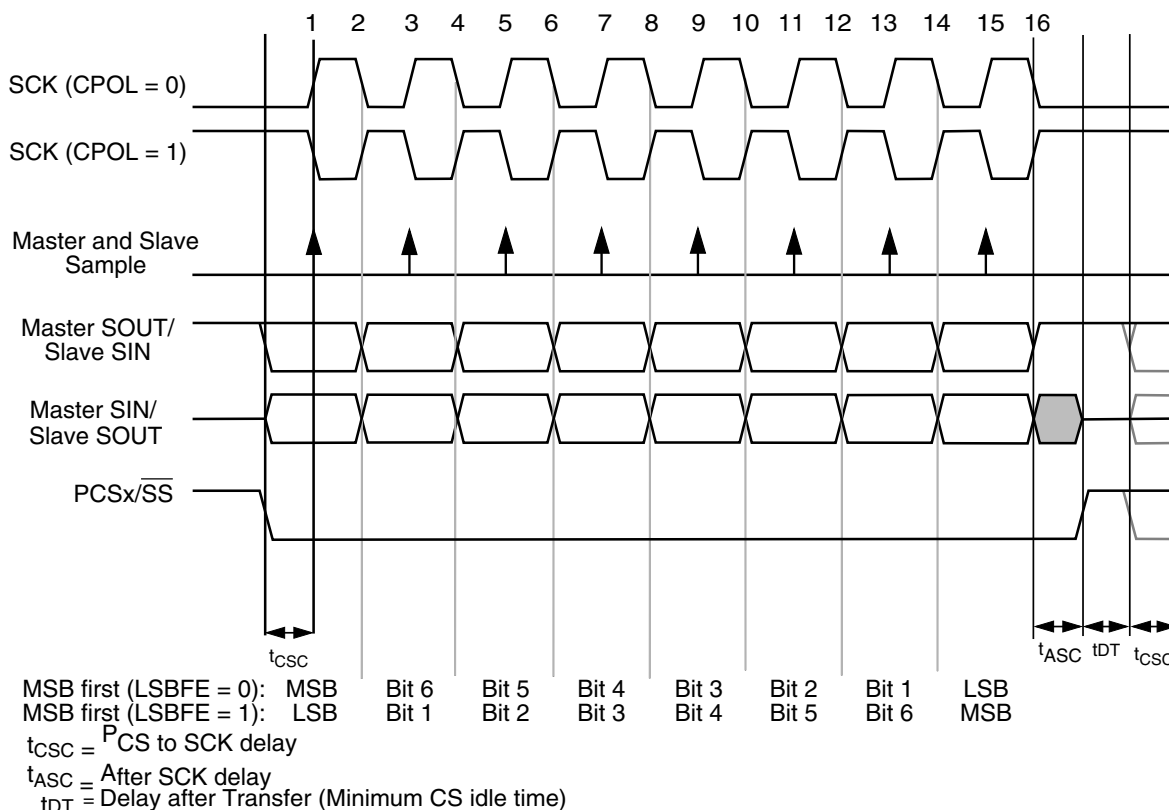 1 2 3 4 5 6 7 8 9 10 11 12 13 14 15 16
SCK (CPOL = 0)
SCK (CPOL = 1)
Master and Slave
Sample
Master SOUT/
Slave SIN
Master SIN/
Slave SOUT
PCSx/SS
tCSC tASC tDT tCSC
MSB first (LSBFE = 0): MSB Bit 6 Bit 5 Bit 4 Bit 3 Bit 2 Bit 1 LSB
MSB first (LSBFE = 1): LSB Bit 1 Bit 2 Bit 3 Bit 4 Bit 5 Bit 6 MSB
tCSC = PCS to SCK delay
tASC = After SCK delay
tDT = Delay after Transfer (Minimum CS idle time)